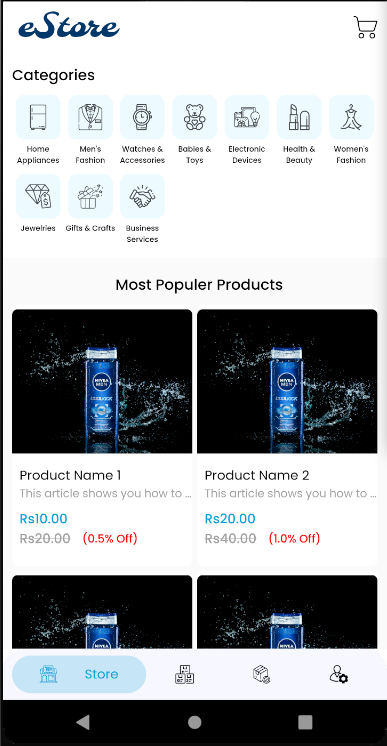 eStore
Categories
Home Appliances
Men's Fashion
Watches & Accessories
Babies & Toys
Electronic Devices
Health & Beauty
Women's Fashion
Jewelries
Gifts & Crafts
Business Services
Most Populer Products
NIVEA MEN
NIVEA MEN
Product Name 1
This article shows you how to ...
Rs10.00
Rs20.00 (0.5% Off)
Product Name 2
This article shows you how to ...
Rs20.00
Rs40.00 (1.0% Off)
Store